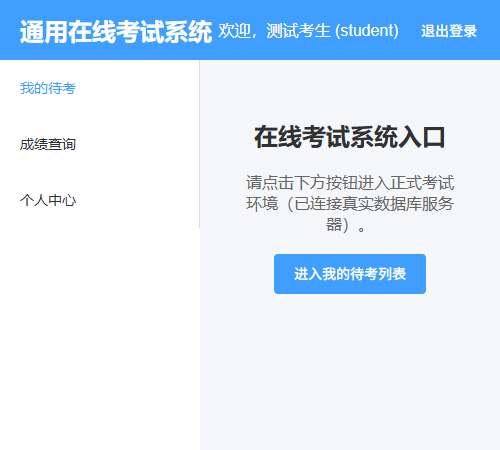 通用在线考试系统 欢迎，测试考生 (student) 退出登录
我的待考
成绩查询
个人中心
在线考试系统入口
请点击下方按钮进入正式考试
环境（已连接真实数据库服务
器）。
进入我的待考列表